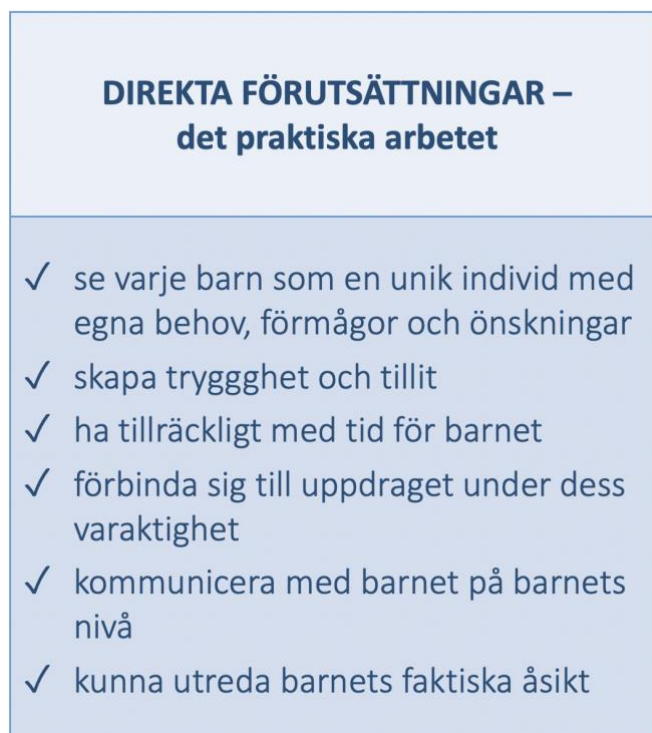 DIREKTA FÖRUTSÄTTNINGAR –
det praktiska arbetet
✓ se varje barn som en unik individ med
egna behov, förmågor och önskningar
✓ skapa tryggghet och tillit
✓ ha tillräckligt med tid för barnet
✓ förbinda sig till uppdraget under dess
varaktighet
✓ kommunicera med barnet på barnets
nivå
✓ kunna utreda barnets faktiska åsikt